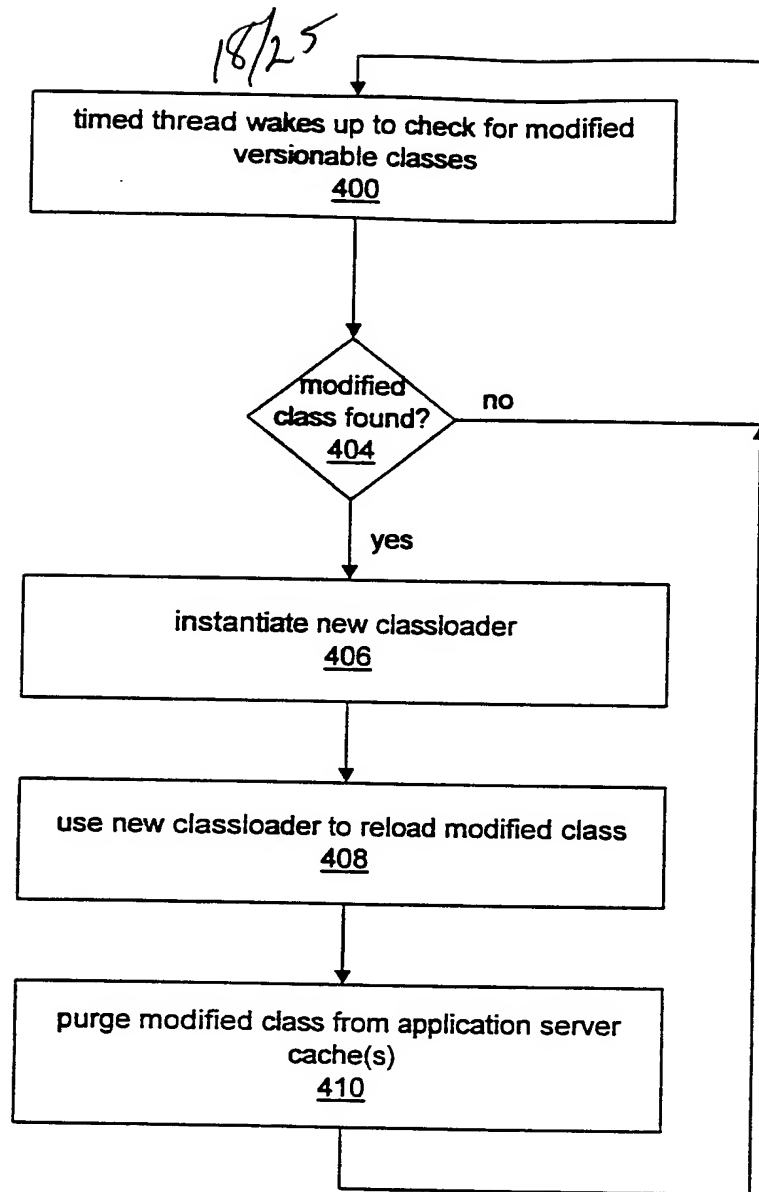 18/25
timed thread wakes up to check for modified
versionable classes
400
modified
class found?
404
no
yes
instantiate new classloader
406
use new classloader to reload modified class
408
purge modified class from application server
cache(s)
410